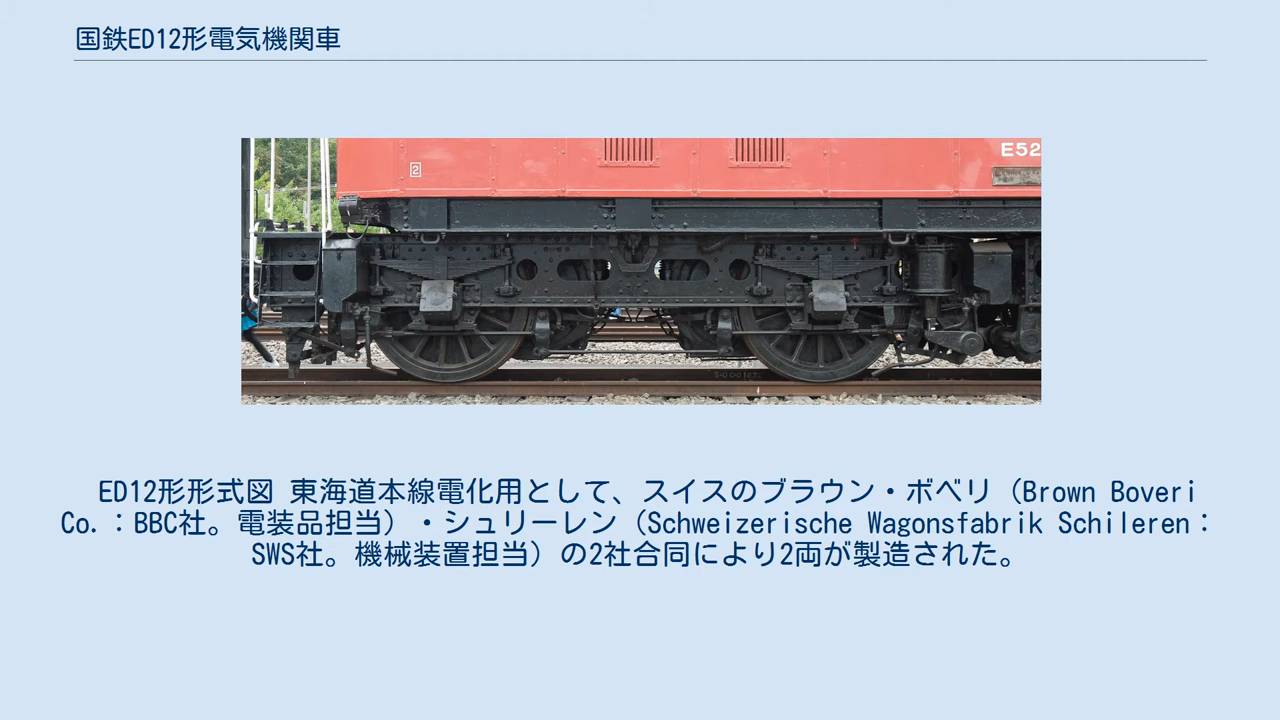 国鉄ED12形電気機関車
2
E52
ED12形形式図 東海道本線電化用として、スイスのブラウン・ボベリ（Brown Boveri
Co.：BBC社。電装品担当）・シュリーレン（Schweizerische Wagonsfabrik Schileren：
SWS社。機械装置担当）の2社合同により2両が製造された。